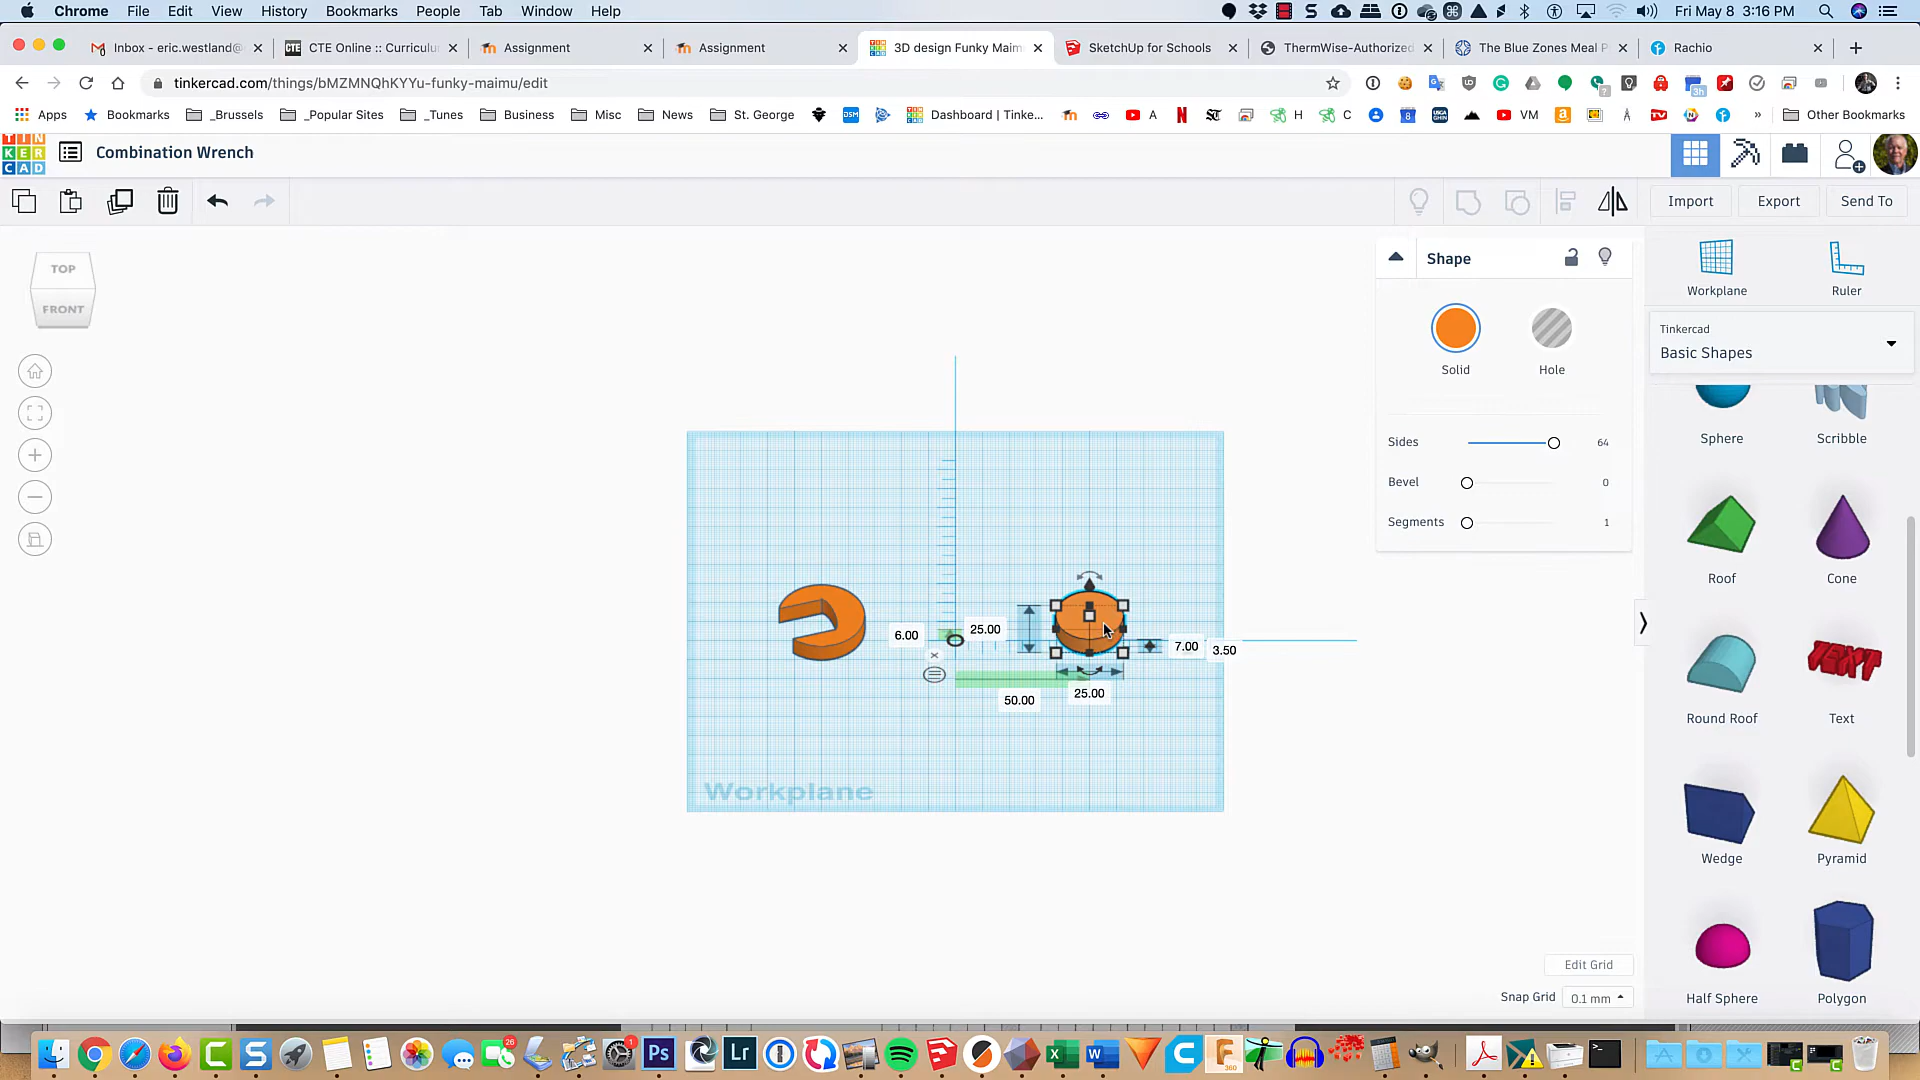 Chrome File Edit View History Bookmarks People Tab Window Help Fri May 8 3:16 PM
Inbox - eric.westland@ CTE Online :: Curriculu Assignment Assignment 3D design Funky Maim SketchUp for Schools ThermWise-Authorized The Blue Zones Meal P Rachio
tinkercad.com/things/bMZMNQhKYYu-funky-maimu/edit
Apps Bookmarks _Brussels _Popular Sites _Tunes Business Misc News St. George Dashboard | Tinke... A H C VM Other Bookmarks
TIN
KER
CAD
Combination Wrench
Import Export Send To
TOP
FRONT
Shape
Solid Hole
Sides 64
Bevel 0
Segments 1
Workplane Ruler
Tinkercad
Basic Shapes
Sphere Scribble
Roof Cone
Round Roof Text
Wedge Pyramid
Half Sphere Polygon
TEXT
6.00 25.00 7.00 3.50
50.00 25.00
Workplane
Edit Grid
Snap Grid 0.1 mm